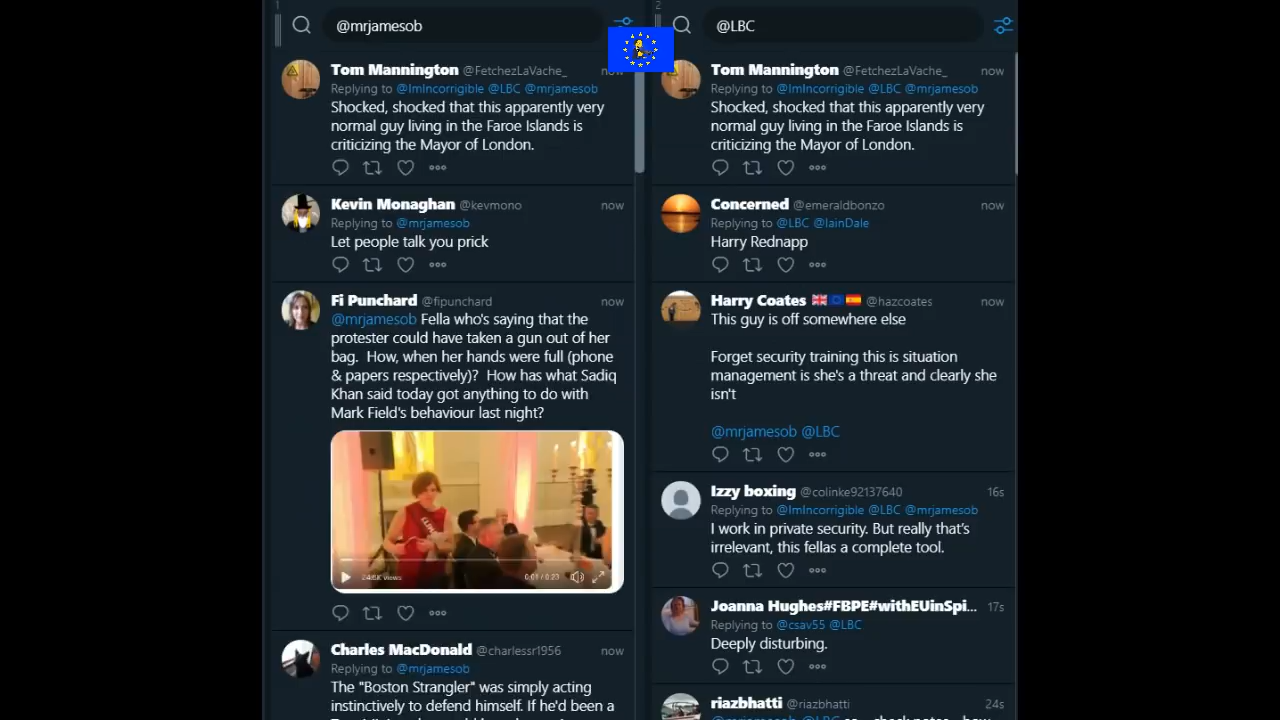 1
@mrjamesob
Tom Mannington @FetchezLaVache_ now
Replying to @ImIncorrigible @LBC @mrjamesob
Shocked, shocked that this apparently very
normal guy living in the Faroe Islands is
criticizing the Mayor of London.
Kevin Monaghan @kevmono now
Replying to @mrjamesob
Let people talk you prick
Fi Punchard @fipunchard now
@mrjamesob Fella who's saying that the
protester could have taken a gun out of her
bag. How, when her hands were full (phone
& papers respectively)? How has what Sadiq
Khan said today got anything to do with
Mark Field's behaviour last night?
views
0:01 / 0:23
Charles MacDonald @charlessr1956 now
Replying to @mrjamesob
The "Boston Strangler" was simply acting
instinctively to defend himself. If he'd been a
2
@LBC
Tom Mannington @FetchezLaVache_ now
Replying to @ImIncorrigible @LBC @mrjamesob
Shocked, shocked that this apparently very
normal guy living in the Faroe Islands is
criticizing the Mayor of London.
Concerned @emeraldbonzo now
Replying to @LBC @IainDale
Harry Rednapp
Harry Coates @hazcoates now
This guy is off somewhere else
Forget security training this is situation
management is she's a threat and clearly she
isn't
@mrjamesob @LBC
Izzy boxing @colinke92137640 16s
Replying to @ImIncorrigible @LBC @mrjamesob
I work in private security. But really that's
irrelevant, this fellas a complete tool.
Joanna Hughes#FBPE#withEUinSpi... 17s
Replying to @csav55 @LBC
Deeply disturbing.
riazbhatti @riazbhatti 24s